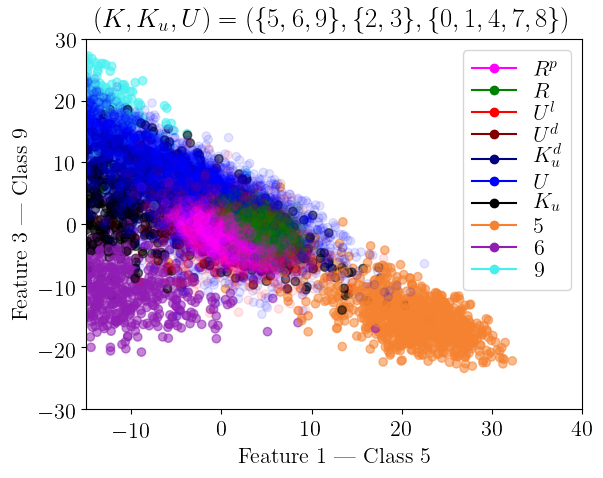 (K, K_u, U) = ({5, 6, 9}, {2, 3}, {0, 1, 4, 7, 8})
30
20
10
0
−10
−20
−30
Feature 3 — Class 9
R^p
R
U^l
U^d
K_u^d
U
K_u
5
6
9
−10
0
10
20
30
40
Feature 1 — Class 5